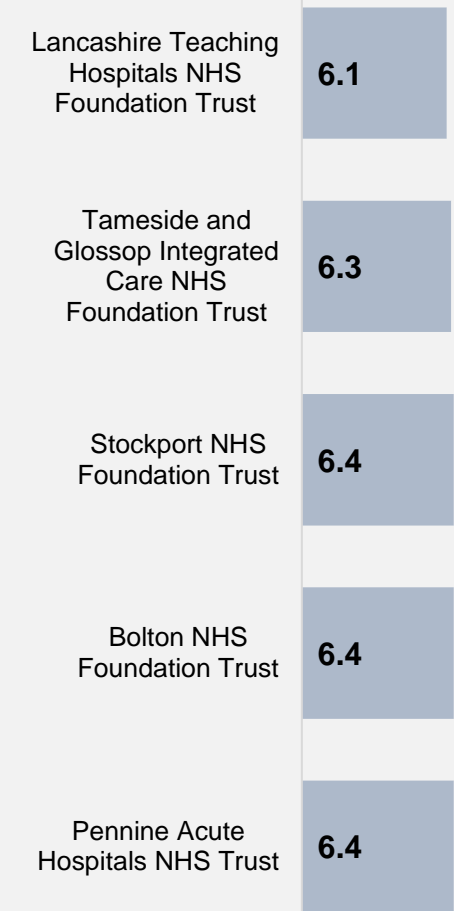 Lancashire Teaching
Hospitals NHS
Foundation Trust
6.1
Tameside and
Glossop Integrated
Care NHS
Foundation Trust
6.3
Stockport NHS
Foundation Trust
6.4
Bolton NHS
Foundation Trust
6.4
Pennine Acute
Hospitals NHS Trust
6.4